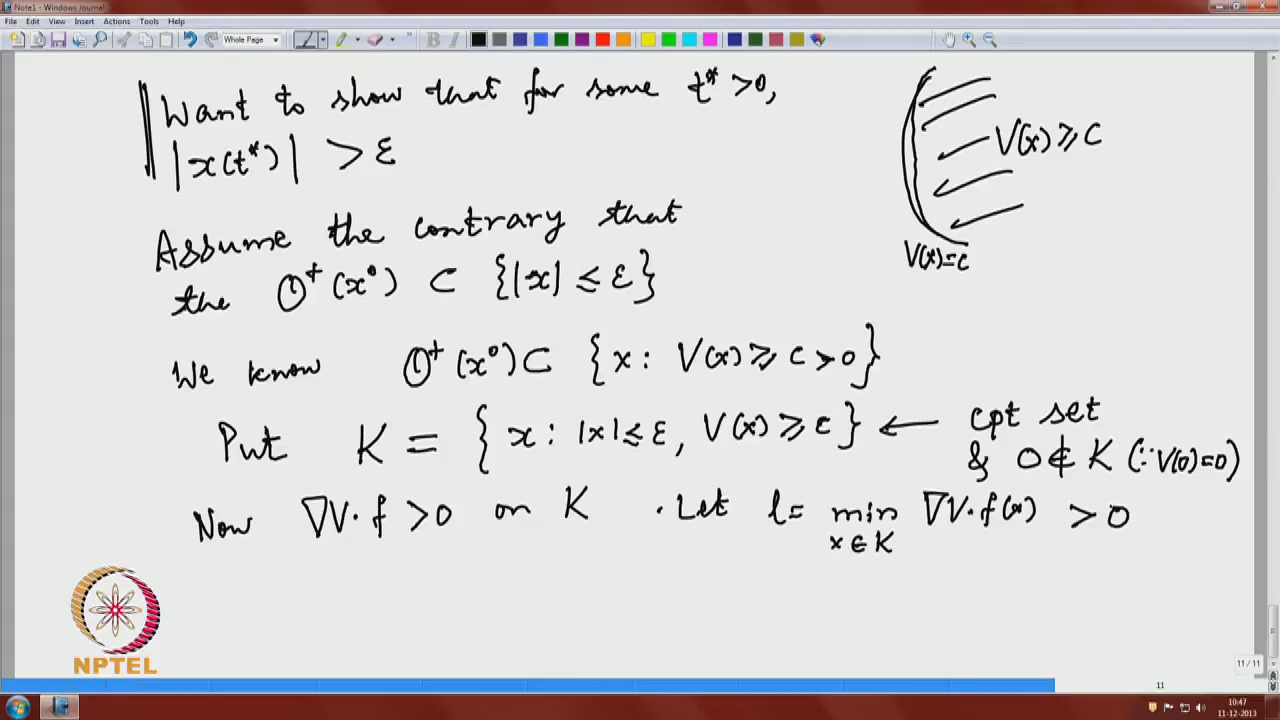 Note1 - Windows Journal
File Edit View Insert Actions Tools Help
Whole Page
B I
Want to show that for some t* > 0,
|x(t*)| > ε
V(x) ≥ C
V(x)=c
Assume the contrary that
the O⁺(x⁰) ⊂ {|x| ≤ ε}
We know O⁺(x⁰) ⊂ {x : V(x) ≥ c > 0}
Put K = {x : |x| ≤ ε, V(x) ≥ c} ← cpt set
& 0 ∉ K (∵ V(0)=0)
Now ∇V·f > 0 on K . Let l = min ∇V·f(x) > 0
x ∈ K
NPTEL
11 / 11
11
10:47
11-12-2013